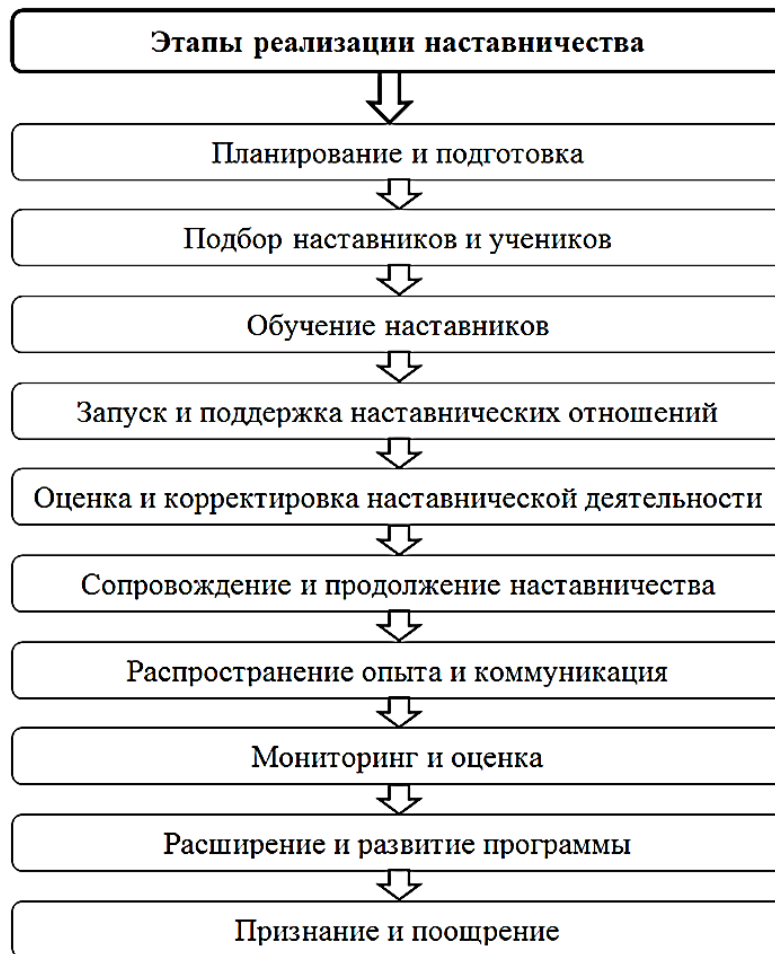 Этапы реализации наставничества
Планирование и подготовка
Подбор наставников и учеников
Обучение наставников
Запуск и поддержка наставнических отношений
Оценка и корректировка наставнической деятельности
Сопровождение и продолжение наставничества
Распространение опыта и коммуникация
Мониторинг и оценка
Расширение и развитие программы
Признание и поощрение